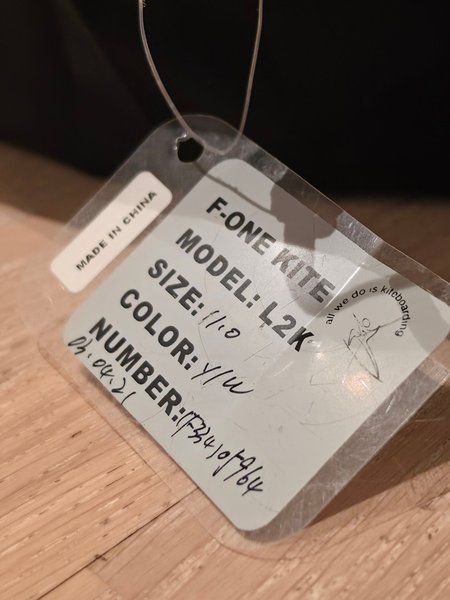 MADE IN CHINA
F-ONE KITE
all we do is kiteboarding
MODEL: L2K
SIZE: 11.0
COLOR: Y/W
NUMBER:
03.04.21